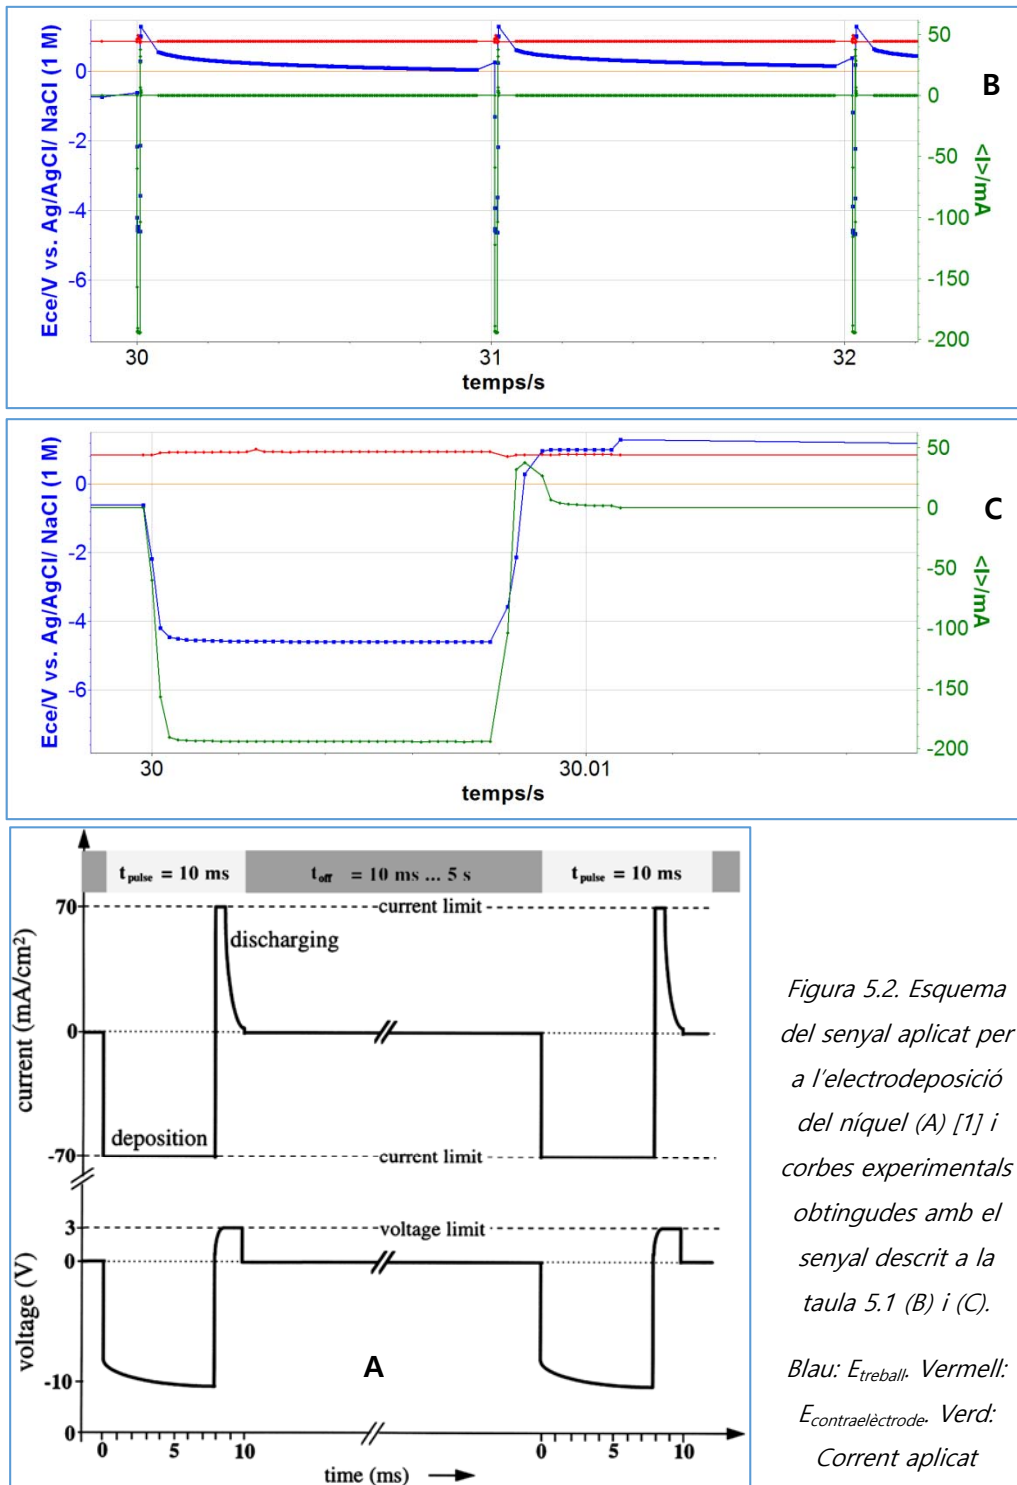 Ece/V vs. Ag/AgCl/ NaCl (1 M)
0
-2
-4
-6
50
0
-50
-100
-150
-200
<I>/mA
B
30
31
32
temps/s
Ece/V vs. Ag/AgCl/ NaCl (1 M)
0
-2
-4
-6
50
0
-50
-100
-150
-200
<I>/mA
C
30
30.01
temps/s
t pulse = 10 ms
t off = 10 ms ... 5 s
t pulse = 10 ms
current (mA/cm²)
70
0
-70
current limit
discharging
deposition
current limit
voltage (V)
3
0
-10
0
voltage limit
A
0
5
10
0
5
10
time (ms)
Figura 5.2. Esquema
del senyal aplicat per
a l'electrodeposició
del níquel (A) [1] i
corbes experimentals
obtingudes amb el
senyal descrit a la
taula 5.1 (B) i (C).
Blau: Etreball. Vermell:
Econtraelèctrode. Verd:
Corrent aplicat